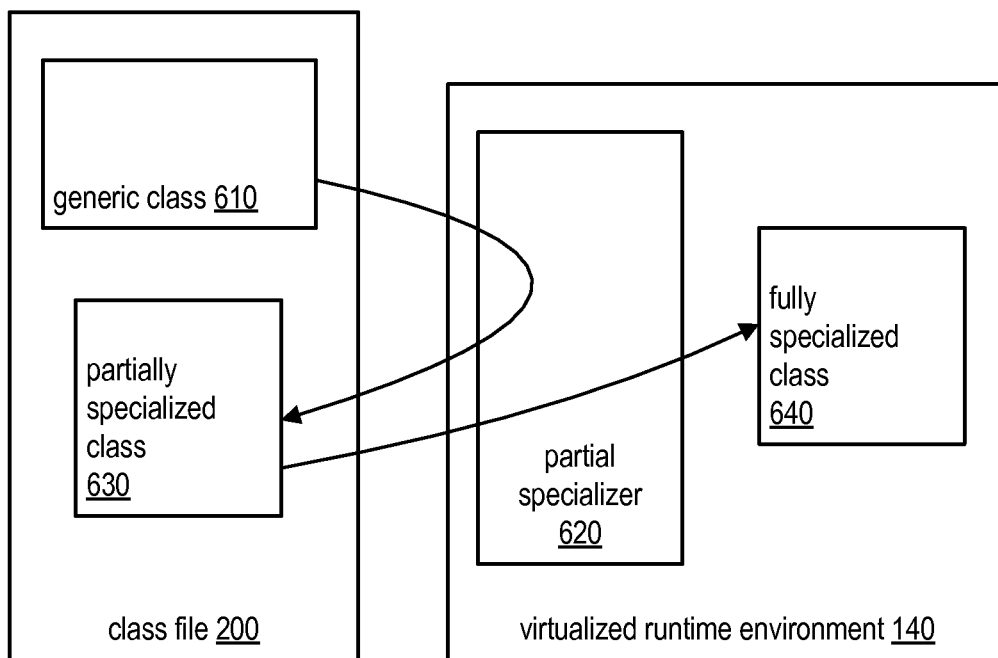 generic class 610
partially
specialized
class
630
class file 200
partial
specializer
620
fully
specialized
class
640
virtualized runtime environment 140